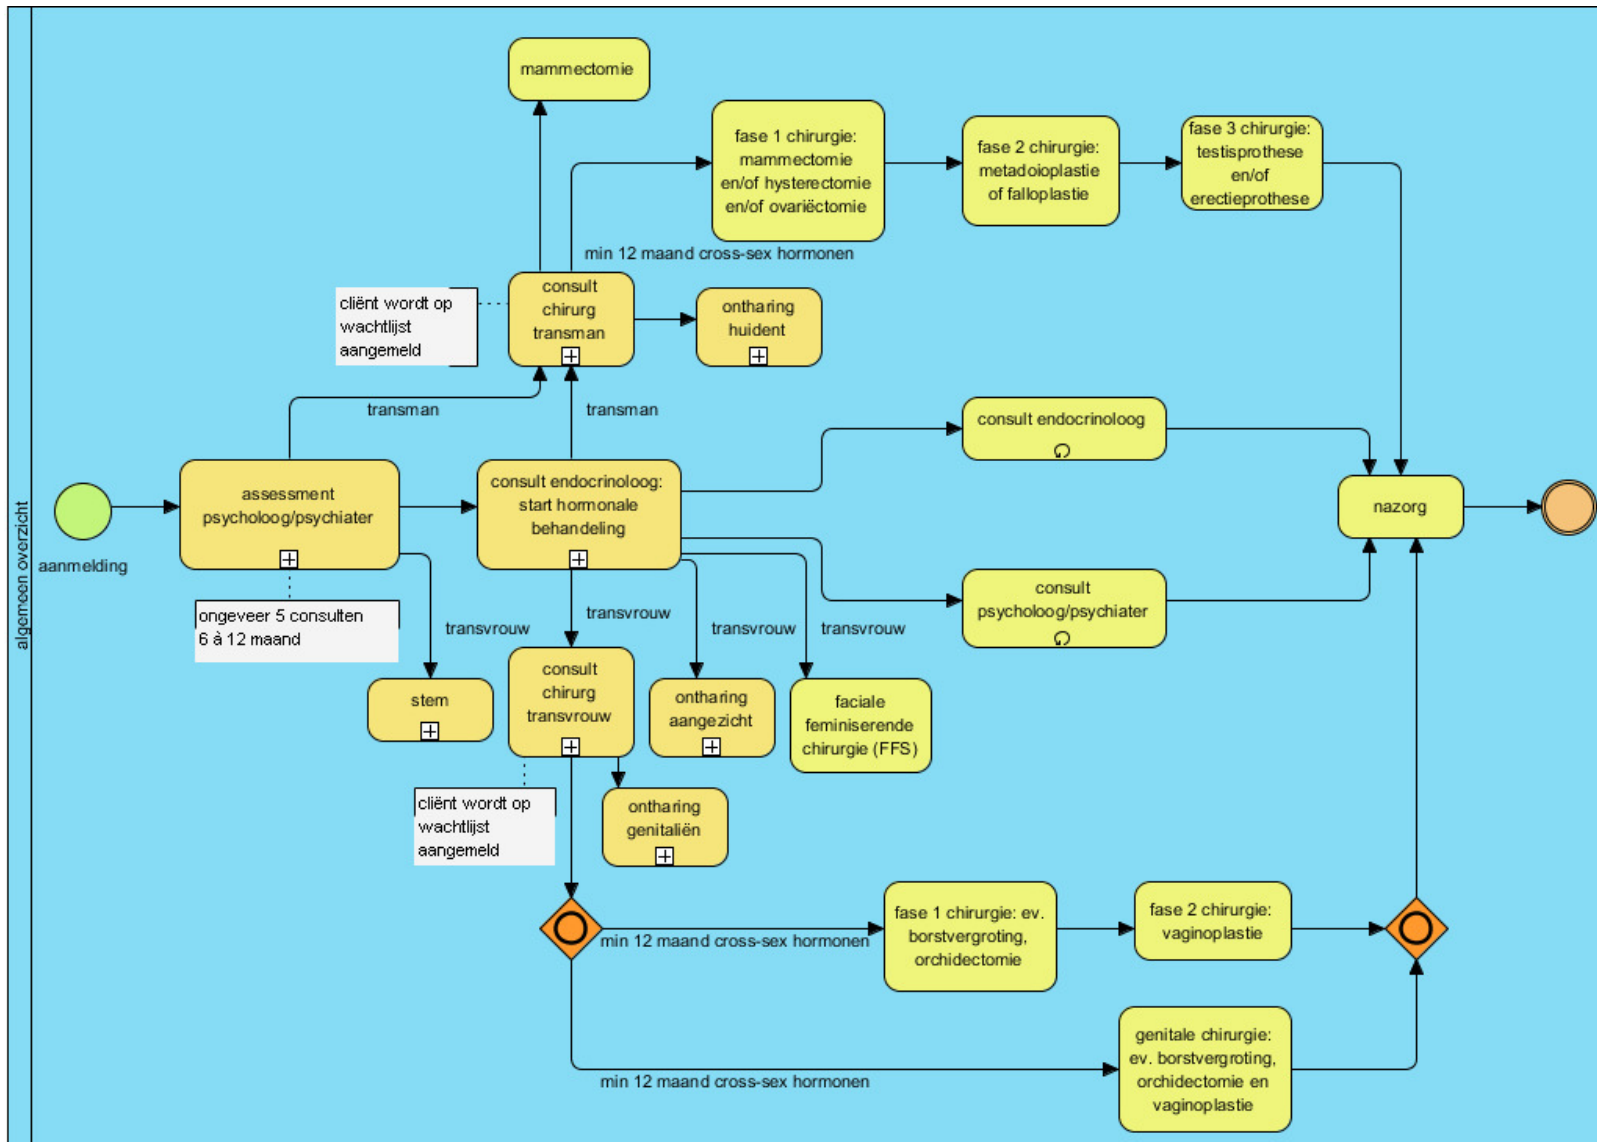 algemeen overzicht
mammectomie
fase 1 chirurgie:
mammectomie
en/of hysterectomie
en/of ovariëctomie
fase 2 chirurgie:
metadoioplastie
of falloplastie
fase 3 chirurgie:
testisprothese
en/of
erectieprothese
min 12 maand cross-sex hormonen
cliënt wordt op
wachtlijst
aangemeld
consult
chirurg
transman
ontharing
huident
transman
transman
consult endocrinoloog
aanmelding
assessment
psycholoog/psychiater
consult endocrinoloog:
start hormonale
behandeling
nazorg
ongeveer 5 consulten
6 à 12 maand
consult
psycholoog/psychiater
transvrouw
transvrouw
transvrouw
transvrouw
stem
consult
chirurg
transvrouw
ontharing
aangezicht
faciale
feminiserende
chirurgie (FFS)
cliënt wordt op
wachtlijst
aangemeld
ontharing
genitaliën
min 12 maand cross-sex hormonen
fase 1 chirurgie: ev.
borstvergroting,
orchidectomie
fase 2 chirurgie:
vaginoplastie
min 12 maand cross-sex hormonen
genitale chirurgie:
ev. borstvergroting,
orchidectomie en
vaginoplastie